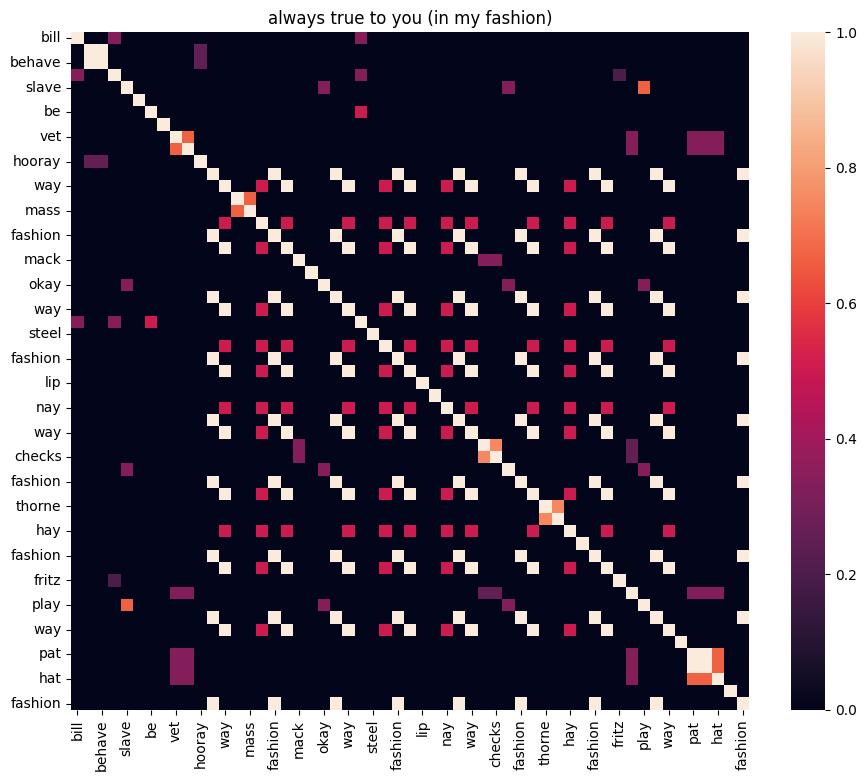 always true to you (in my fashion)
bill
behave
slave
be
vet
hooray
way
mass
fashion
mack
okay
way
steel
fashion
lip
nay
way
checks
fashion
thorne
hay
fashion
fritz
play
way
pat
hat
fashion
bill
behave
slave
be
vet
hooray
way
mass
fashion
mack
okay
way
steel
fashion
lip
nay
way
checks
fashion
thorne
hay
fashion
fritz
play
way
pat
hat
fashion
1.0
0.8
0.6
0.4
0.2
0.0